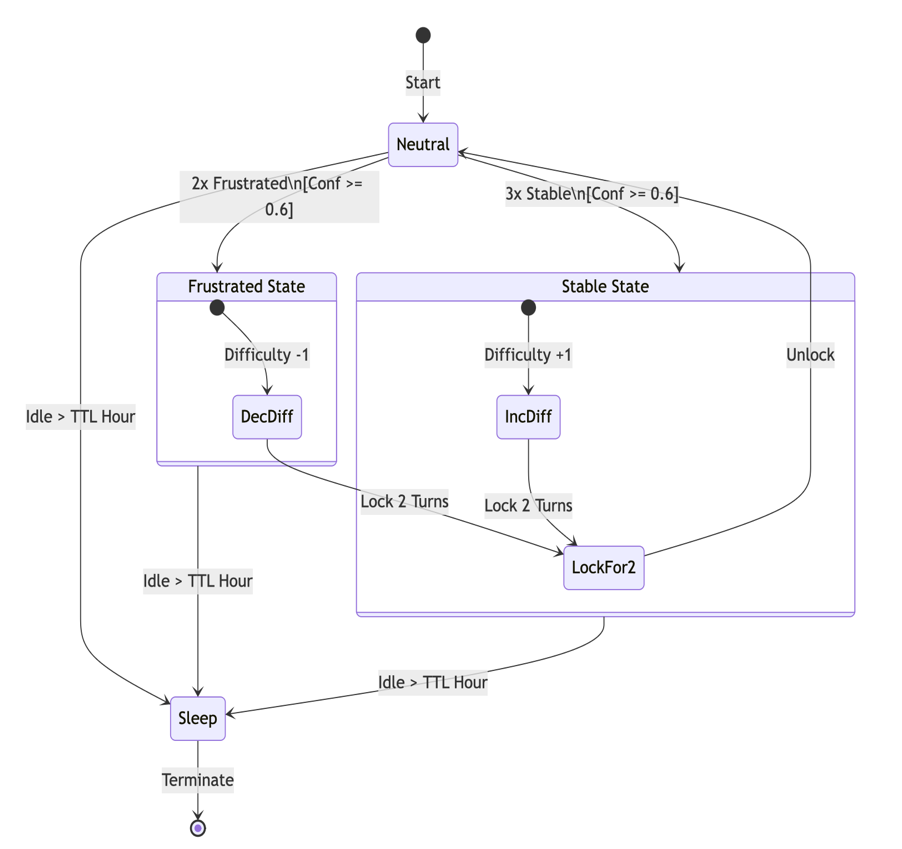 Start
Neutral
2x Frustrated\n[Conf >=
0.6]
3x Stable\n[Conf >= 0.6]
Frustrated State
Stable State
Difficulty -1
Difficulty +1
Unlock
DecDiff
IncDiff
Idle > TTL Hour
Lock 2 Turns
Lock 2 Turns
LockFor2
Idle > TTL Hour
Idle > TTL Hour
Sleep
Terminate